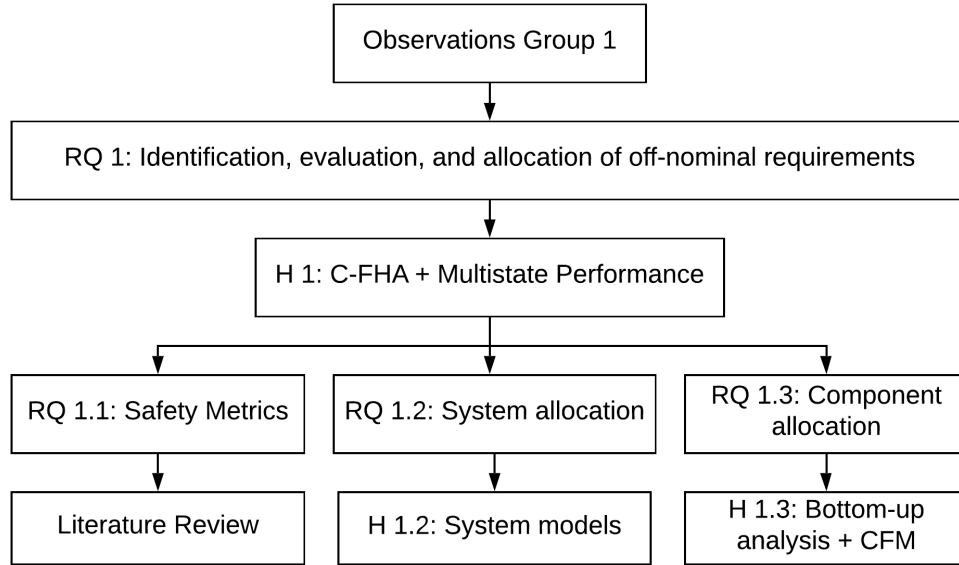 Observations Group 1
RQ 1: Identification, evaluation, and allocation of off-nominal requirements
H 1: C-FHA + Multistate Performance
RQ 1.1: Safety Metrics
RQ 1.2: System allocation
RQ 1.3: Component
allocation
Literature Review
H 1.2: System models
H 1.3: Bottom-up
analysis + CFM